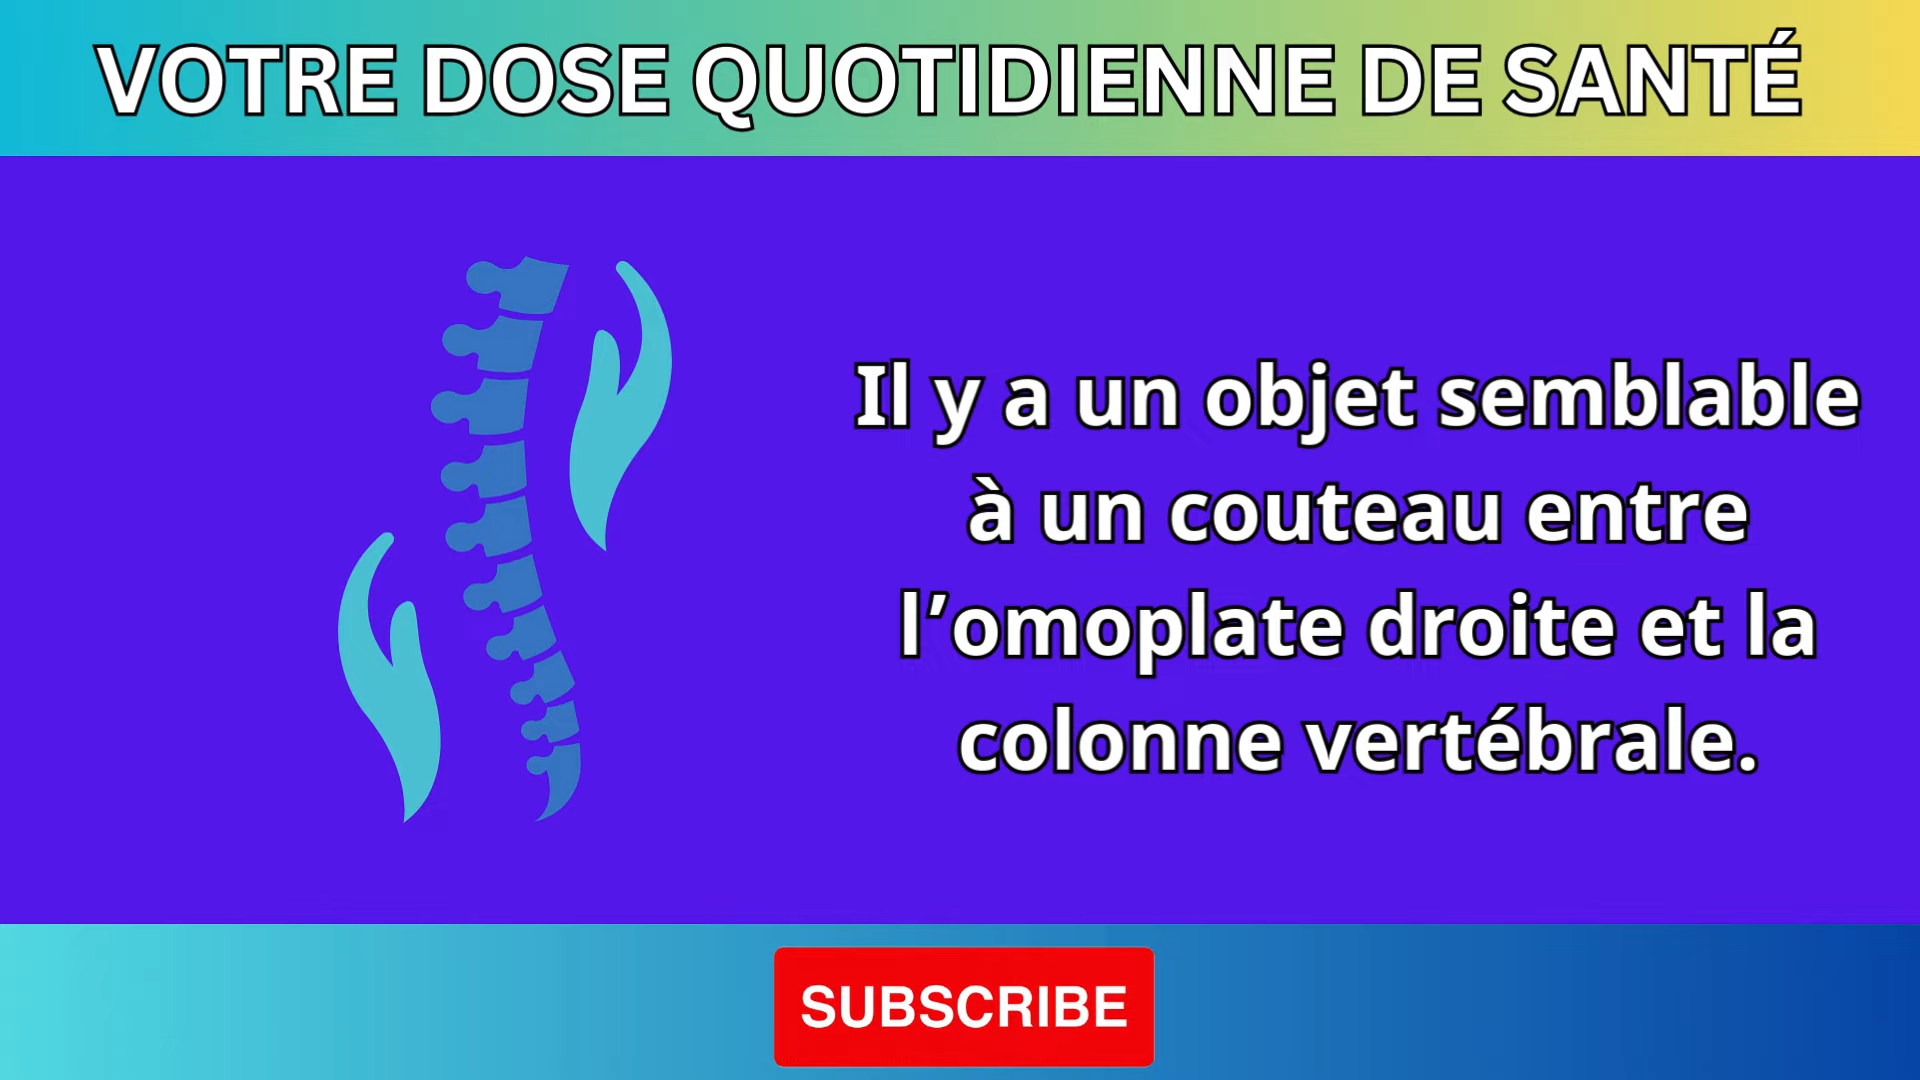 VOTRE DOSE QUOTIDIENNE DE SANTÉ
Il y a un objet semblable
à un couteau entre
l’omoplate droite et la
colonne vertébrale.
SUBSCRIBE